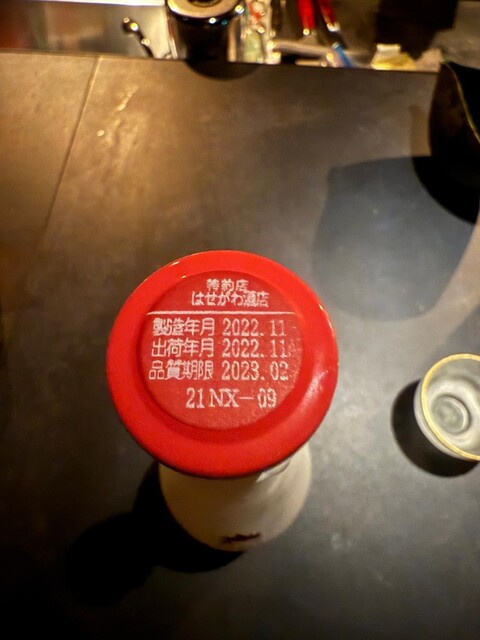 特約店
はせがわ酒店
製造年月 2022.11
出荷年月 2022.11
品質期限 2023.02
21NX-09